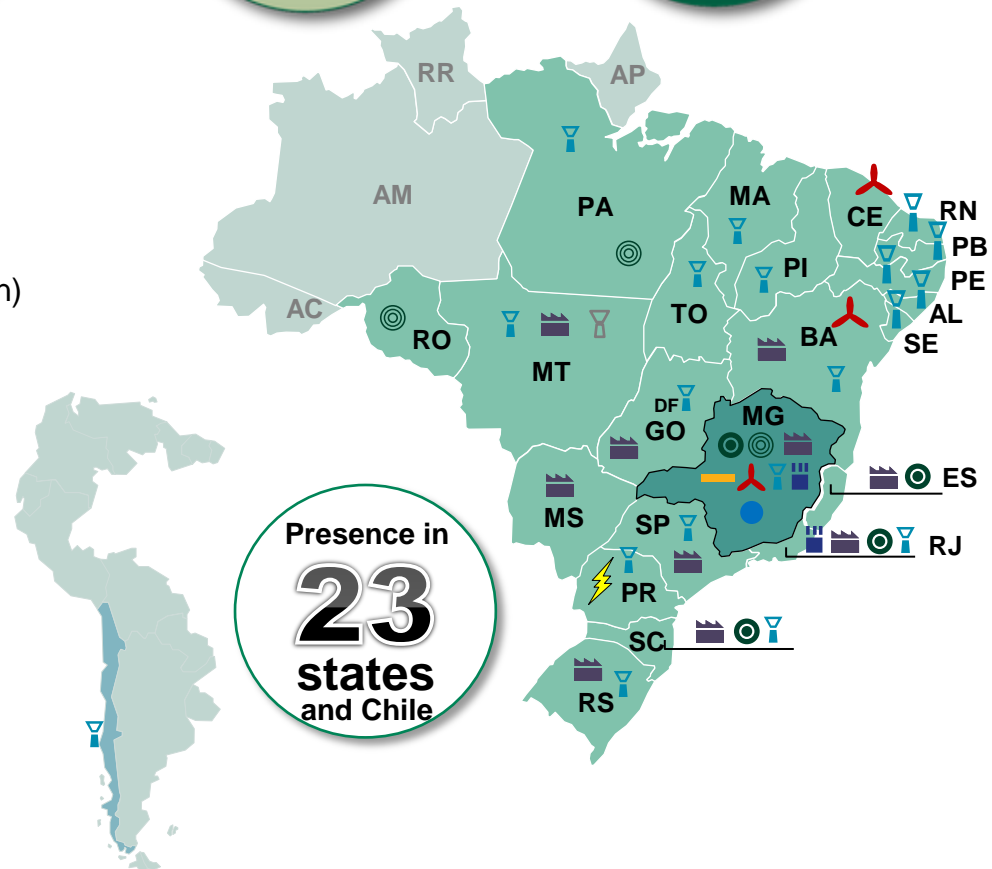 RR
AP
AM
PA
MA
CE
RN
PB
PI
PE
AC
RO
TO
AL
BA
SE
MT
DF
GO
MG
ES
MS
SP
RJ
PR
SC
RS
n)
Presence in
23
states
and Chile